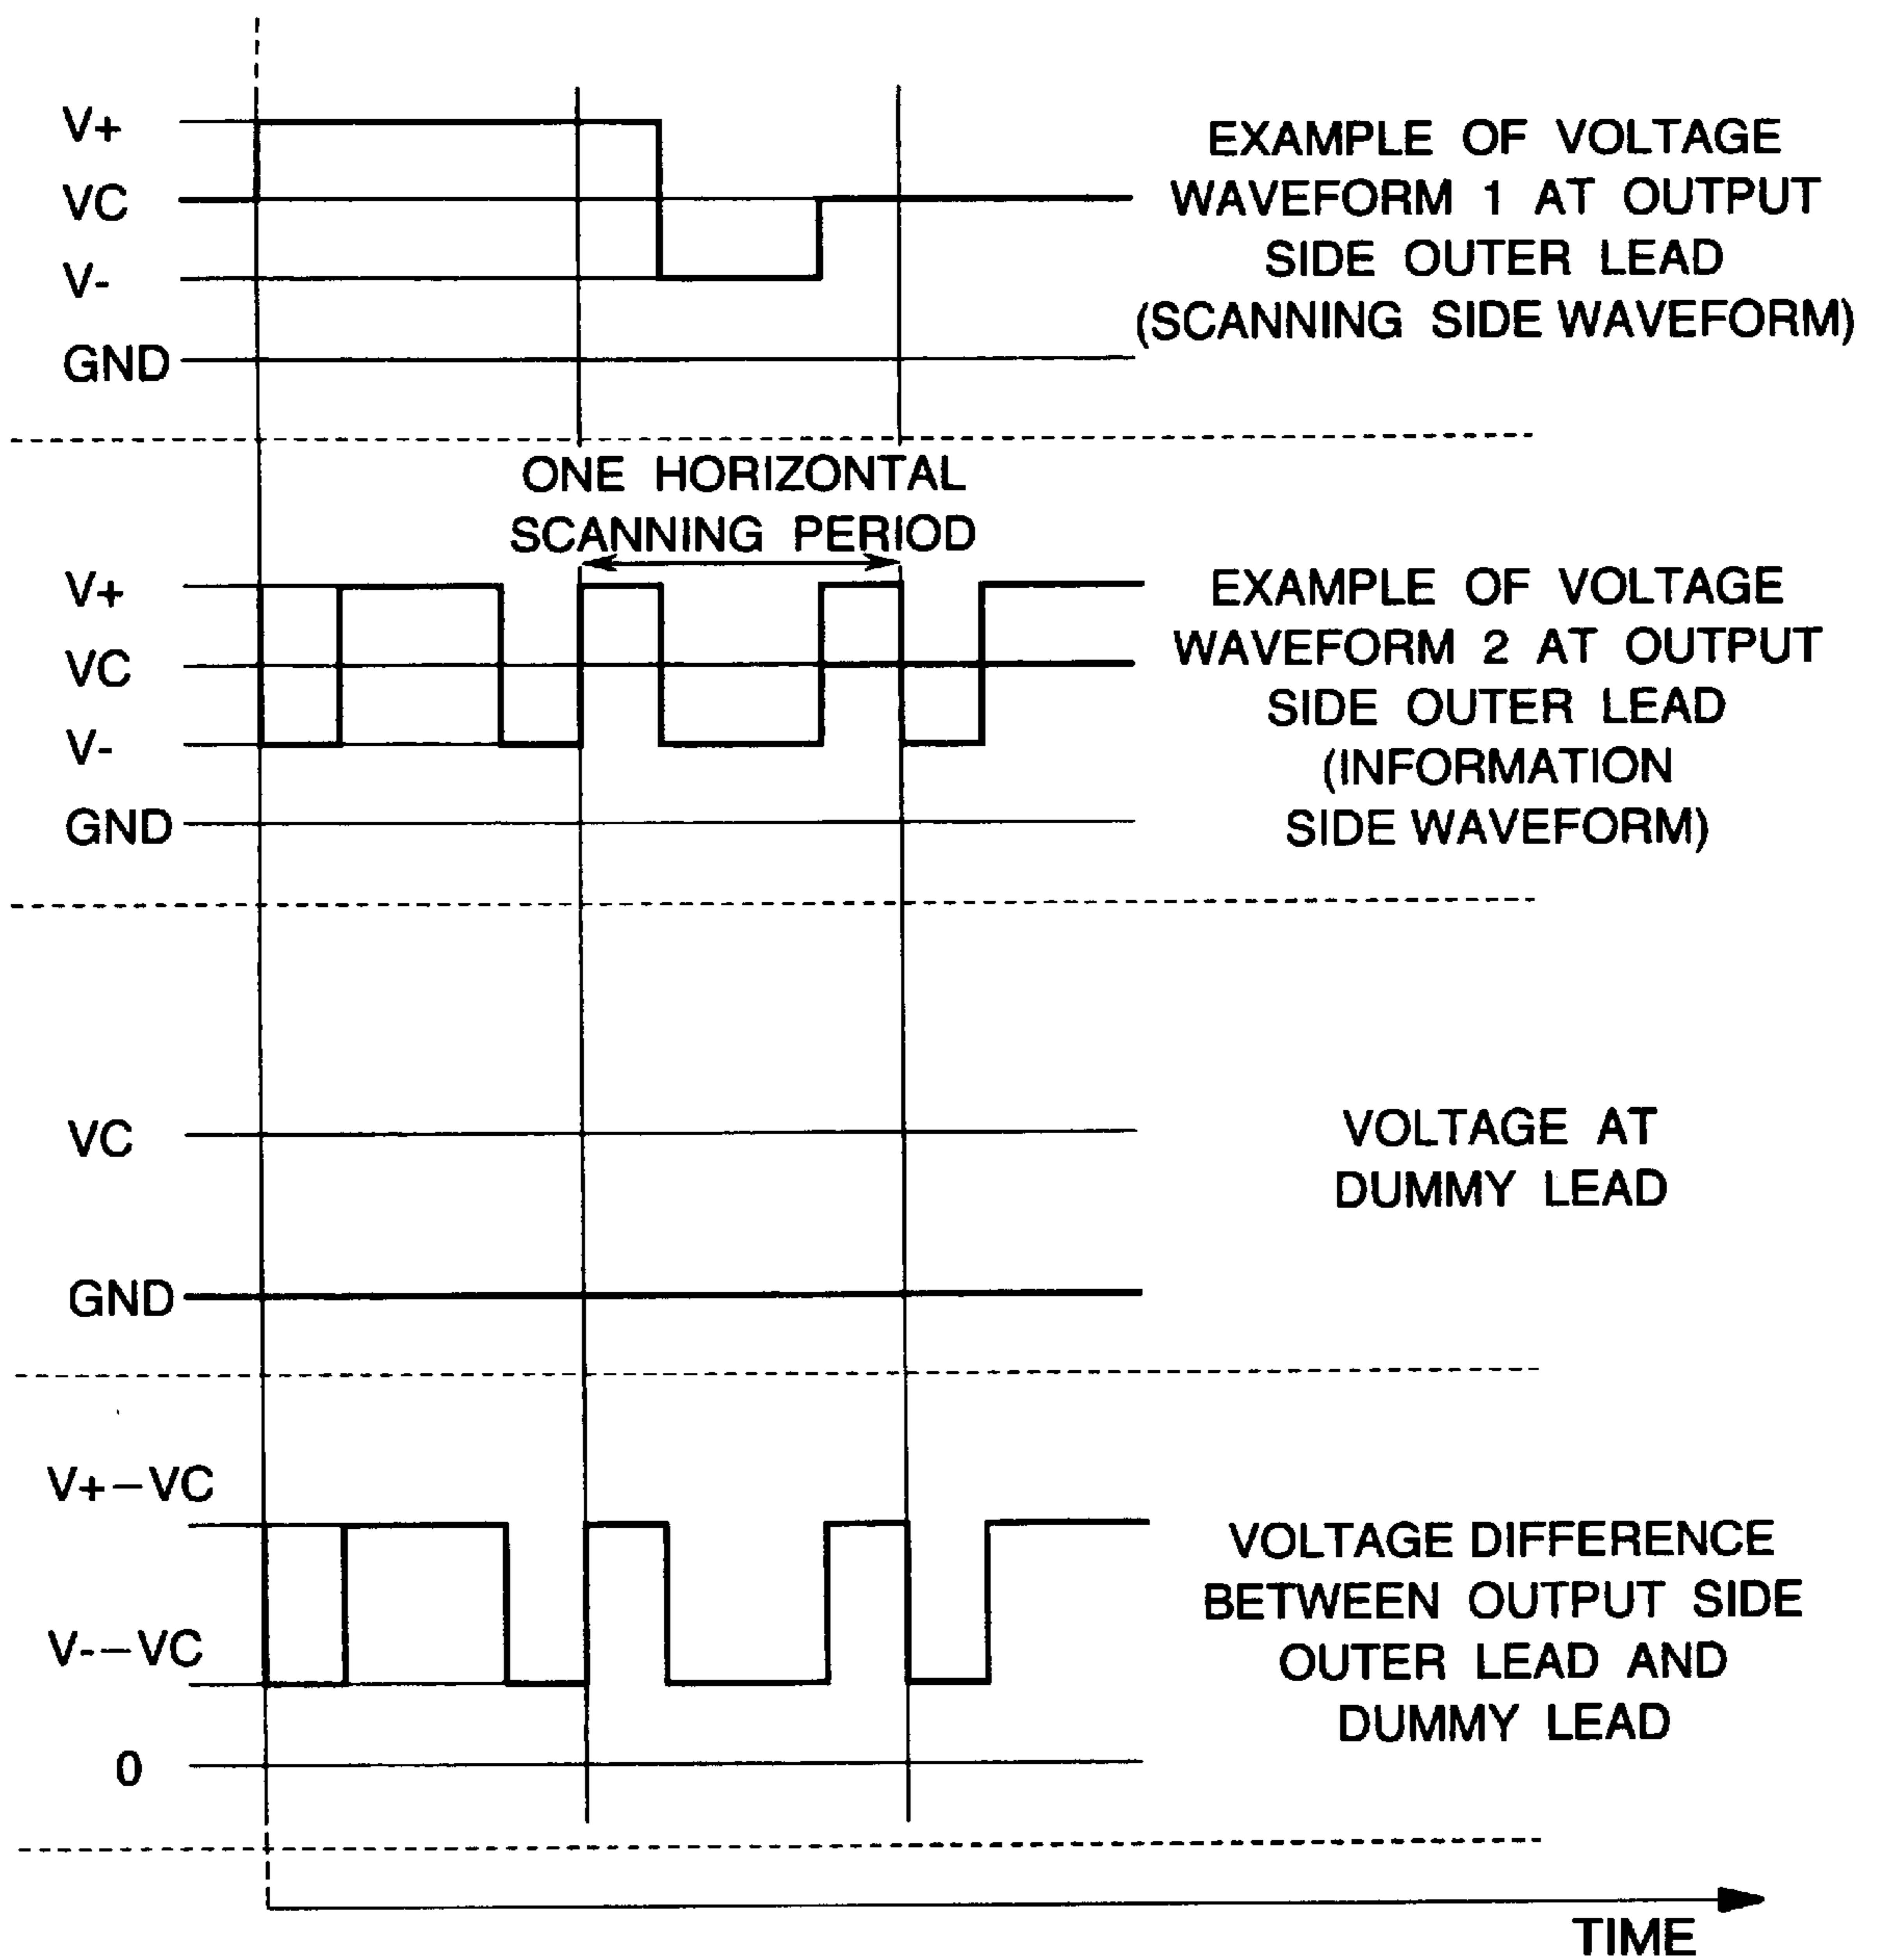 V+
VC
V-
GND
EXAMPLE OF VOLTAGE
WAVEFORM 1 AT OUTPUT
SIDE OUTER LEAD
(SCANNING SIDE WAVEFORM)
ONE HORIZONTAL
SCANNING PERIOD
V+
VC
V-
GND
EXAMPLE OF VOLTAGE
WAVEFORM 2 AT OUTPUT
SIDE OUTER LEAD
(INFORMATION
SIDE WAVEFORM)
VC
GND
VOLTAGE AT
DUMMY LEAD
V+—VC
V-—VC
0
VOLTAGE DIFFERENCE
BETWEEN OUTPUT SIDE
OUTER LEAD AND
DUMMY LEAD
TIME